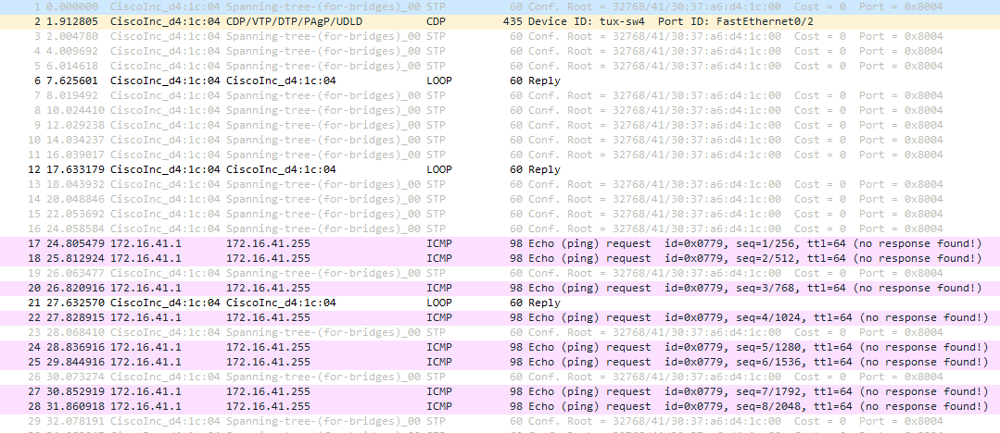 1 0.000000 CiscoInc_d4:1c:04 Spanning-tree-(for-bridges)_00 STP 60 Conf. Root = 32768/41/30:37:a6:d4:1c:00 Cost = 0 Port = 0x8004
2 1.912805 CiscoInc_d4:1c:04 CDP/VTP/DTP/PAgP/UDLD CDP 435 Device ID: tux-sw4 Port ID: FastEthernet0/2
3 2.004780 CiscoInc_d4:1c:04 Spanning-tree-(for-bridges)_00 STP 60 Conf. Root = 32768/41/30:37:a6:d4:1c:00 Cost = 0 Port = 0x8004
4 4.009692 CiscoInc_d4:1c:04 Spanning-tree-(for-bridges)_00 STP 60 Conf. Root = 32768/41/30:37:a6:d4:1c:00 Cost = 0 Port = 0x8004
5 6.014618 CiscoInc_d4:1c:04 Spanning-tree-(for-bridges)_00 STP 60 Conf. Root = 32768/41/30:37:a6:d4:1c:00 Cost = 0 Port = 0x8004
6 7.625601 CiscoInc_d4:1c:04 CiscoInc_d4:1c:04 LOOP 60 Reply
7 8.019492 CiscoInc_d4:1c:04 Spanning-tree-(for-bridges)_00 STP 60 Conf. Root = 32768/41/30:37:a6:d4:1c:00 Cost = 0 Port = 0x8004
8 10.024410 CiscoInc_d4:1c:04 Spanning-tree-(for-bridges)_00 STP 60 Conf. Root = 32768/41/30:37:a6:d4:1c:00 Cost = 0 Port = 0x8004
9 12.029238 CiscoInc_d4:1c:04 Spanning-tree-(for-bridges)_00 STP 60 Conf. Root = 32768/41/30:37:a6:d4:1c:00 Cost = 0 Port = 0x8004
10 14.034237 CiscoInc_d4:1c:04 Spanning-tree-(for-bridges)_00 STP 60 Conf. Root = 32768/41/30:37:a6:d4:1c:00 Cost = 0 Port = 0x8004
11 16.039017 CiscoInc_d4:1c:04 Spanning-tree-(for-bridges)_00 STP 60 Conf. Root = 32768/41/30:37:a6:d4:1c:00 Cost = 0 Port = 0x8004
12 17.633179 CiscoInc_d4:1c:04 CiscoInc_d4:1c:04 LOOP 60 Reply
13 18.043932 CiscoInc_d4:1c:04 Spanning-tree-(for-bridges)_00 STP 60 Conf. Root = 32768/41/30:37:a6:d4:1c:00 Cost = 0 Port = 0x8004
14 20.048846 CiscoInc_d4:1c:04 Spanning-tree-(for-bridges)_00 STP 60 Conf. Root = 32768/41/30:37:a6:d4:1c:00 Cost = 0 Port = 0x8004
15 22.053692 CiscoInc_d4:1c:04 Spanning-tree-(for-bridges)_00 STP 60 Conf. Root = 32768/41/30:37:a6:d4:1c:00 Cost = 0 Port = 0x8004
16 24.058584 CiscoInc_d4:1c:04 Spanning-tree-(for-bridges)_00 STP 60 Conf. Root = 32768/41/30:37:a6:d4:1c:00 Cost = 0 Port = 0x8004
17 24.805479 172.16.41.1 172.16.41.255 ICMP 98 Echo (ping) request id=0x0779, seq=1/256, ttl=64 (no response found!)
18 25.812924 172.16.41.1 172.16.41.255 ICMP 98 Echo (ping) request id=0x0779, seq=2/512, ttl=64 (no response found!)
19 26.063477 CiscoInc_d4:1c:04 Spanning-tree-(for-bridges)_00 STP 60 Conf. Root = 32768/41/30:37:a6:d4:1c:00 Cost = 0 Port = 0x8004
20 26.820916 172.16.41.1 172.16.41.255 ICMP 98 Echo (ping) request id=0x0779, seq=3/768, ttl=64 (no response found!)
21 27.632570 CiscoInc_d4:1c:04 CiscoInc_d4:1c:04 LOOP 60 Reply
22 27.828915 172.16.41.1 172.16.41.255 ICMP 98 Echo (ping) request id=0x0779, seq=4/1024, ttl=64 (no response found!)
23 28.068410 CiscoInc_d4:1c:04 Spanning-tree-(for-bridges)_00 STP 60 Conf. Root = 32768/41/30:37:a6:d4:1c:00 Cost = 0 Port = 0x8004
24 28.836916 172.16.41.1 172.16.41.255 ICMP 98 Echo (ping) request id=0x0779, seq=5/1280, ttl=64 (no response found!)
25 29.844916 172.16.41.1 172.16.41.255 ICMP 98 Echo (ping) request id=0x0779, seq=6/1536, ttl=64 (no response found!)
26 30.073274 CiscoInc_d4:1c:04 Spanning-tree-(for-bridges)_00 STP 60 Conf. Root = 32768/41/30:37:a6:d4:1c:00 Cost = 0 Port = 0x8004
27 30.852919 172.16.41.1 172.16.41.255 ICMP 98 Echo (ping) request id=0x0779, seq=7/1792, ttl=64 (no response found!)
28 31.860918 172.16.41.1 172.16.41.255 ICMP 98 Echo (ping) request id=0x0779, seq=8/2048, ttl=64 (no response found!)
29 32.078191 CiscoInc_d4:1c:04 Spanning-tree-(for-bridges)_00 STP 60 Conf. Root = 32768/41/30:37:a6:d4:1c:00 Cost = 0 Port = 0x8004